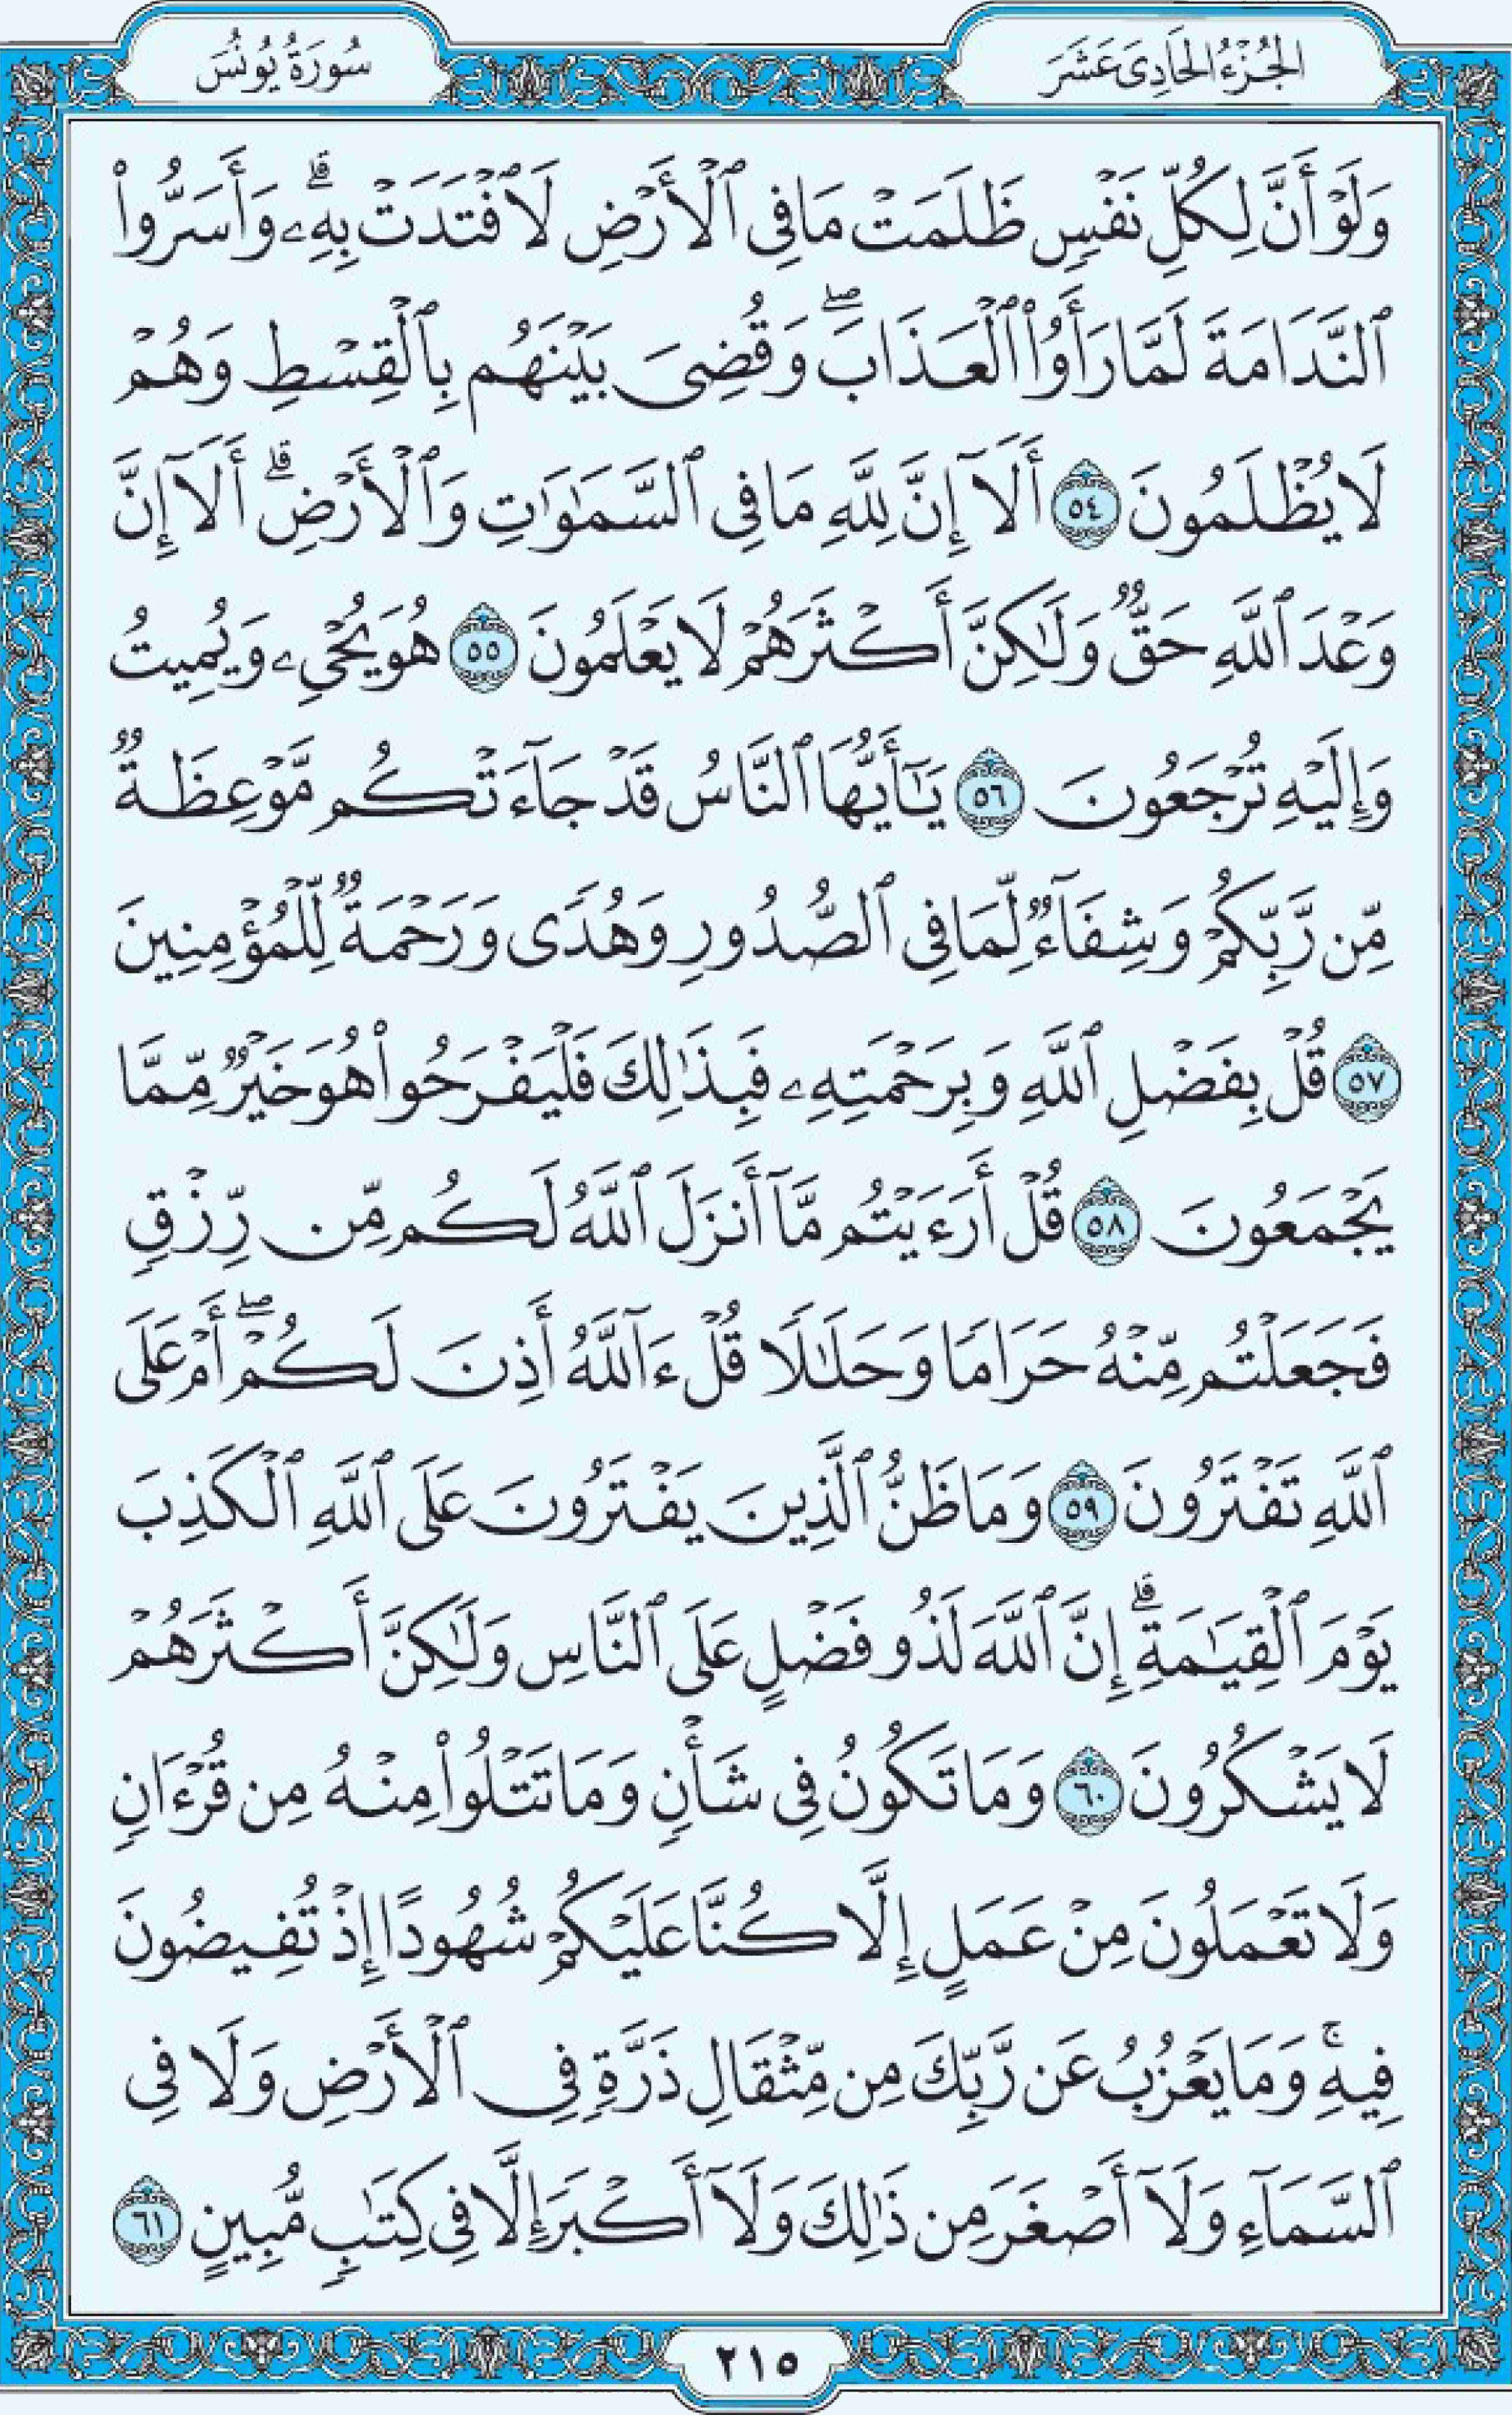 الجُزْءُ الحَادِىَ عَشَرَ
سُورَةُ يُونُسَ
وَلَوْ أَنَّ لِكُلِّ نَفْسٖ ظَلَمَتْ مَا فِي ٱلْأَرْضِ لَٱفْتَدَتْ بِهِۦۗ وَأَسَرُّوا۟
ٱلنَّدَامَةَ لَمَّا رَأَوُا۟ ٱلْعَذَابَۖ وَقُضِيَ بَيْنَهُم بِٱلْقِسْطِ وَهُمْ
لَا يُظْلَمُونَ ٥٤ أَلَآ إِنَّ لِلَّهِ مَا فِي ٱلسَّمَٰوَٰتِ وَٱلْأَرْضِۗ أَلَآ إِنَّ
وَعْدَ ٱللَّهِ حَقّٞ وَلَٰكِنَّ أَكْثَرَهُمْ لَا يَعْلَمُونَ ٥٥ هُوَ يُحْيِۦ وَيُمِيتُ
وَإِلَيْهِ تُرْجَعُونَ ٥٦ يَٰٓأَيُّهَا ٱلنَّاسُ قَدْ جَآءَتْكُم مَّوْعِظَةٞ
مِّن رَّبِّكُمْ وَشِفَآءٞ لِّمَا فِي ٱلصُّدُورِ وَهُدٗى وَرَحْمَةٞ لِّلْمُؤْمِنِينَ
٥٧ قُلْ بِفَضْلِ ٱللَّهِ وَبِرَحْمَتِهِۦ فَبِذَٰلِكَ فَلْيَفْرَحُوا۟ هُوَ خَيْرٞ مِّمَّا
يَجْمَعُونَ ٥٨ قُلْ أَرَءَيْتُم مَّآ أَنزَلَ ٱللَّهُ لَكُم مِّن رِّزْقٖ
فَجَعَلْتُم مِّنْهُ حَرَامٗا وَحَلَٰلٗا قُلْ ءَآللَّهُ أَذِنَ لَكُمْۖ أَمْ عَلَى
ٱللَّهِ تَفْتَرُونَ ٥٩ وَمَا ظَنُّ ٱلَّذِينَ يَفْتَرُونَ عَلَى ٱللَّهِ ٱلْكَذِبَ
يَوْمَ ٱلْقِيَٰمَةِۗ إِنَّ ٱللَّهَ لَذُو فَضْلٍ عَلَى ٱلنَّاسِ وَلَٰكِنَّ أَكْثَرَهُمْ
لَا يَشْكُرُونَ ٦٠ وَمَا تَكُونُ فِي شَأْنٖ وَمَا تَتْلُوا۟ مِنْهُ مِن قُرْءَانٖ
وَلَا تَعْمَلُونَ مِنْ عَمَلٍ إِلَّا كُنَّا عَلَيْكُمْ شُهُودًا إِذْ تُفِيضُونَ
فِيهِۚ وَمَا يَعْزُبُ عَن رَّبِّكَ مِن مِّثْقَالِ ذَرَّةٖ فِي ٱلْأَرْضِ وَلَا فِي
ٱلسَّمَآءِ وَلَآ أَصْغَرَ مِن ذَٰلِكَ وَلَآ أَكْبَرَ إِلَّا فِي كِتَٰبٖ مُّبِينٍ ٦١
٢١٥